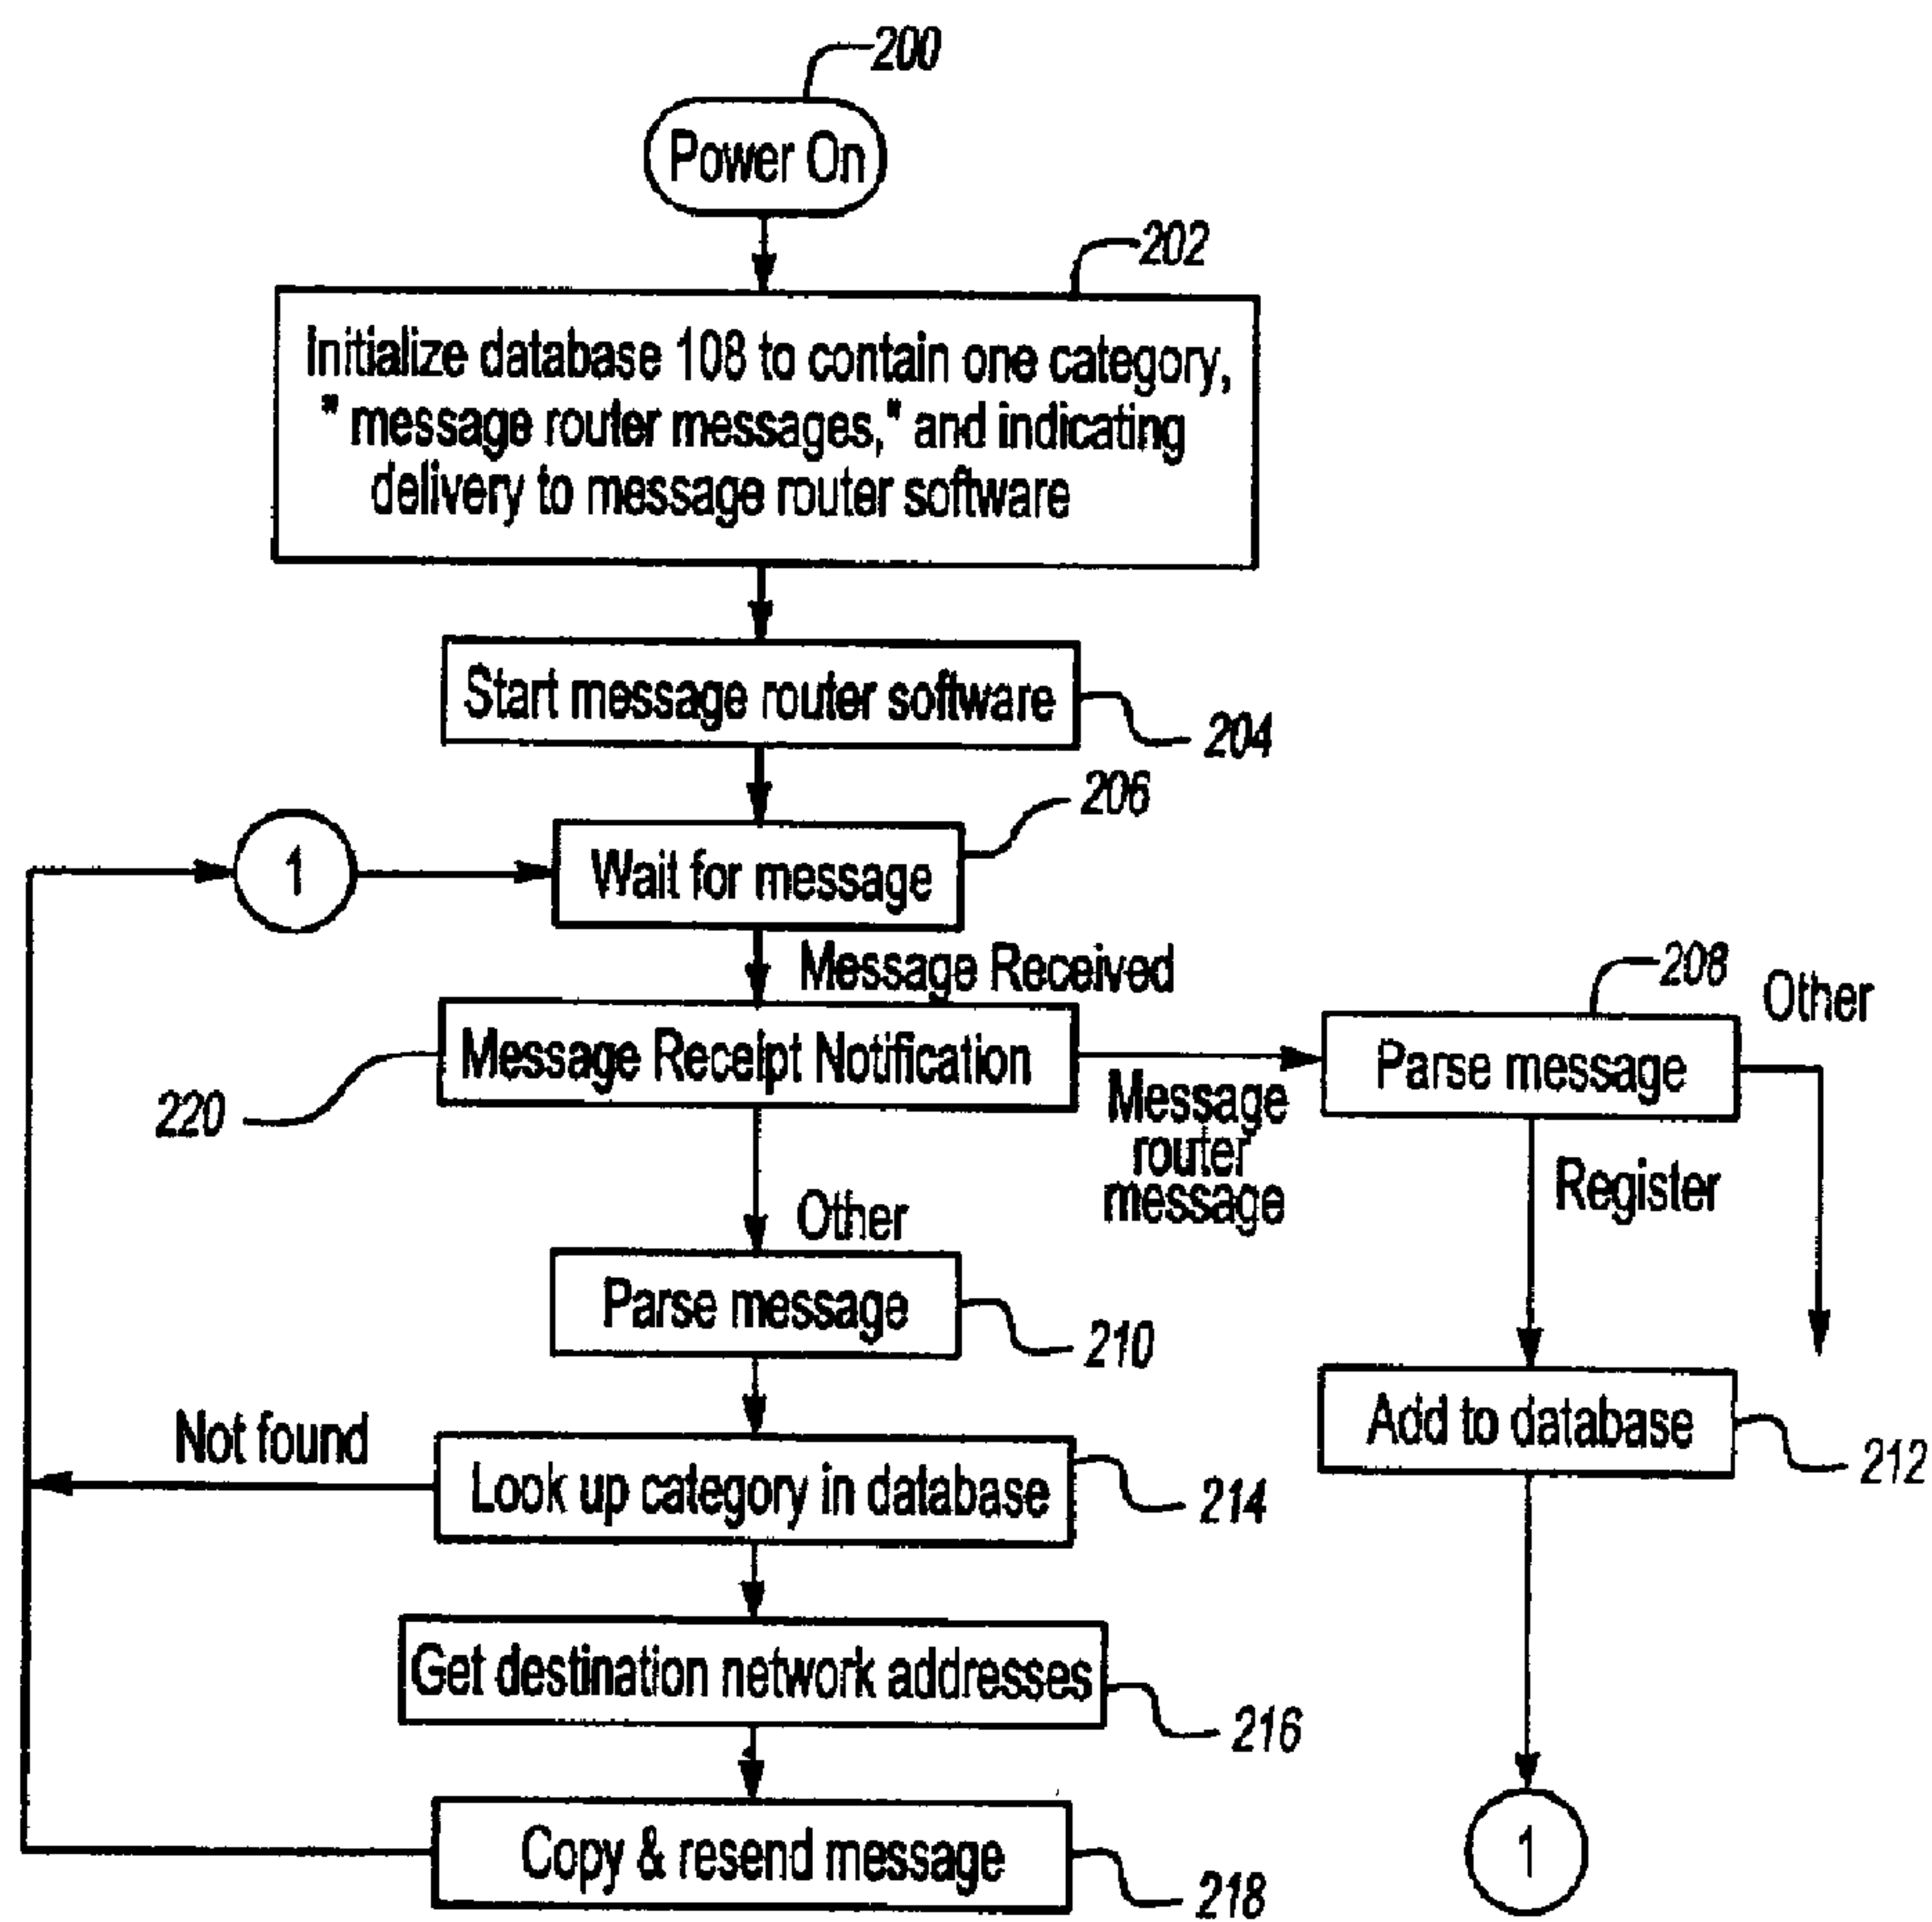 200
Power On
202
Initialize database 108 to contain one category,
" message router messages," and indicating
delivery to message router software
Start message router software
204
206
1
Wait for message
Message Received
208
Other
Message Receipt Notification
Parse message
220
Message
router
message
Register
Other
Parse message
210
Not found
Add to database
Look up category in database
212
214
Get destination network addresses
216
Copy & resend message
1
218